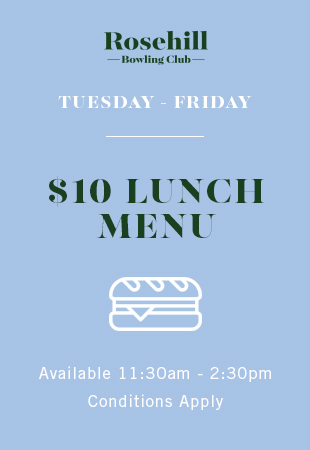 Rosehill
Bowling Club
TUESDAY - FRIDAY
$10 LUNCH
MENU
Available 11:30am - 2:30pm
Conditions Apply